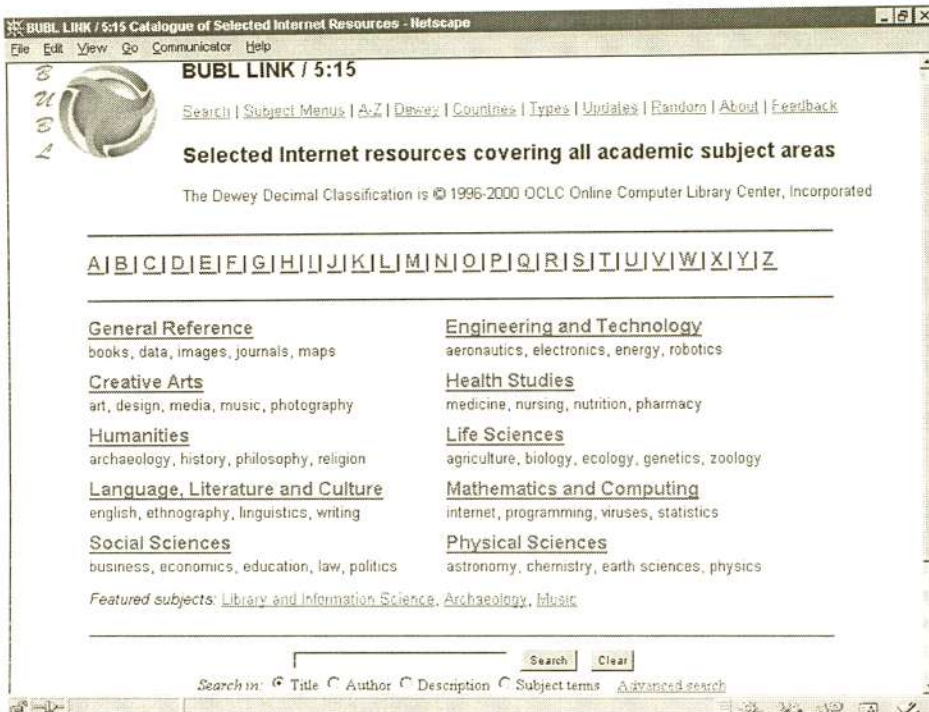 BUBL LINK / 5:15 Catalogue of Selected Internet Resources - Netscape
File Edit View Go Communicator Help
BUBL
BUBL LINK / 5:15
Search | Subject Menus | A-Z | Dewey | Countries | Types | Updates | Random | About | Feedback
Selected Internet resources covering all academic subject areas
The Dewey Decimal Classification is © 1996-2000 OCLC Online Computer Library Center, Incorporated
A | B | C | D | E | F | G | H | I | J | K | L | M | N | O | P | Q | R | S | T | U | V | W | X | Y | Z
General Reference
books, data, images, journals, maps
Creative Arts
art, design, media, music, photography
Humanities
archaeology, history, philosophy, religion
Language, Literature and Culture
english, ethnography, linguistics, writing
Social Sciences
business, economics, education, law, politics
Engineering and Technology
aeronautics, electronics, energy, robotics
Health Studies
medicine, nursing, nutrition, pharmacy
Life Sciences
agriculture, biology, ecology, genetics, zoology
Mathematics and Computing
internet, programming, viruses, statistics
Physical Sciences
astronomy, chemistry, earth sciences, physics
Featured subjects: Library and Information Science, Archaeology, Music
Search Clear
Search in: Title Author Description Subject terms Advanced search